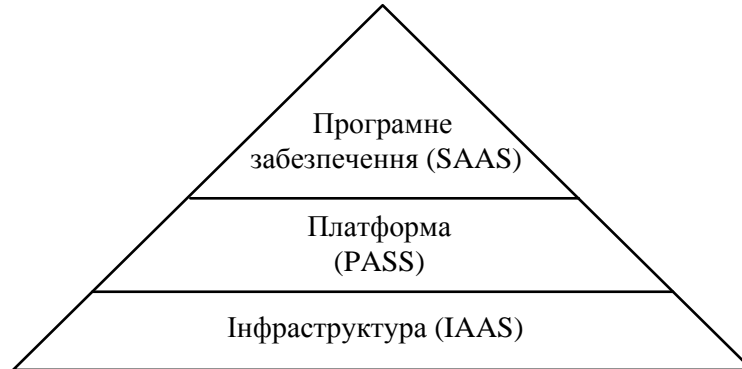 Програмне
забезпечення (SAAS)
Платформа
(PASS)
Інфраструктура (IAAS)